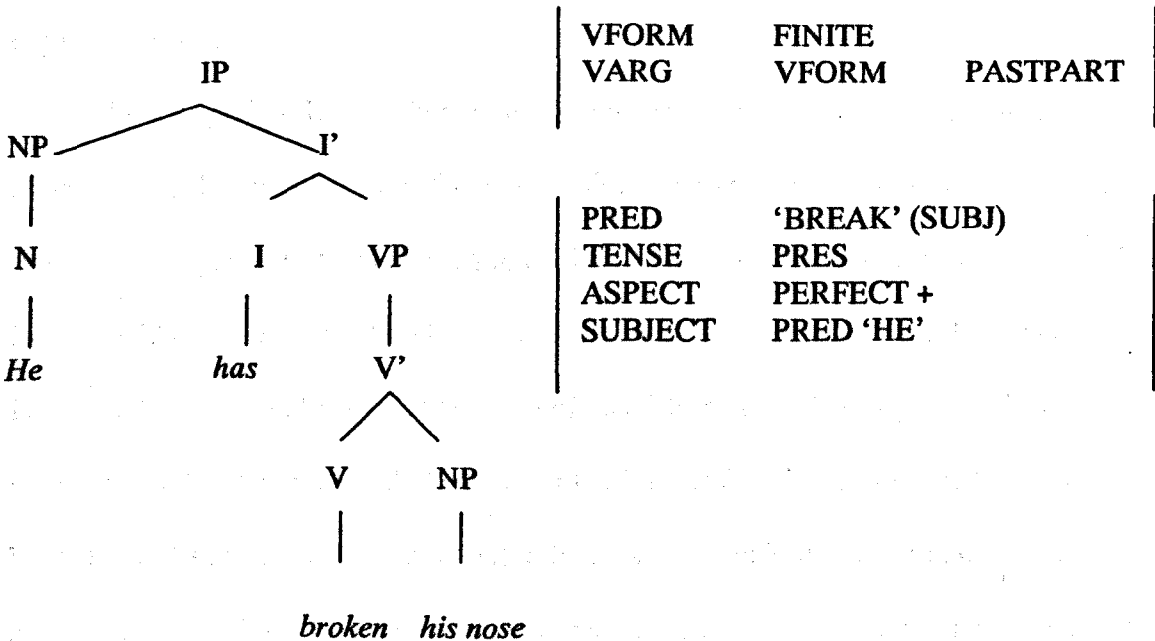 VFORM FINITE
VARG VFORM PASTPART
IP
NP I’
PRED ‘BREAK’ (SUBJ)
N I VP TENSE PRES
ASPECT PERFECT +
SUBJECT PRED ‘HE’
He has V’
V NP
broken his nose